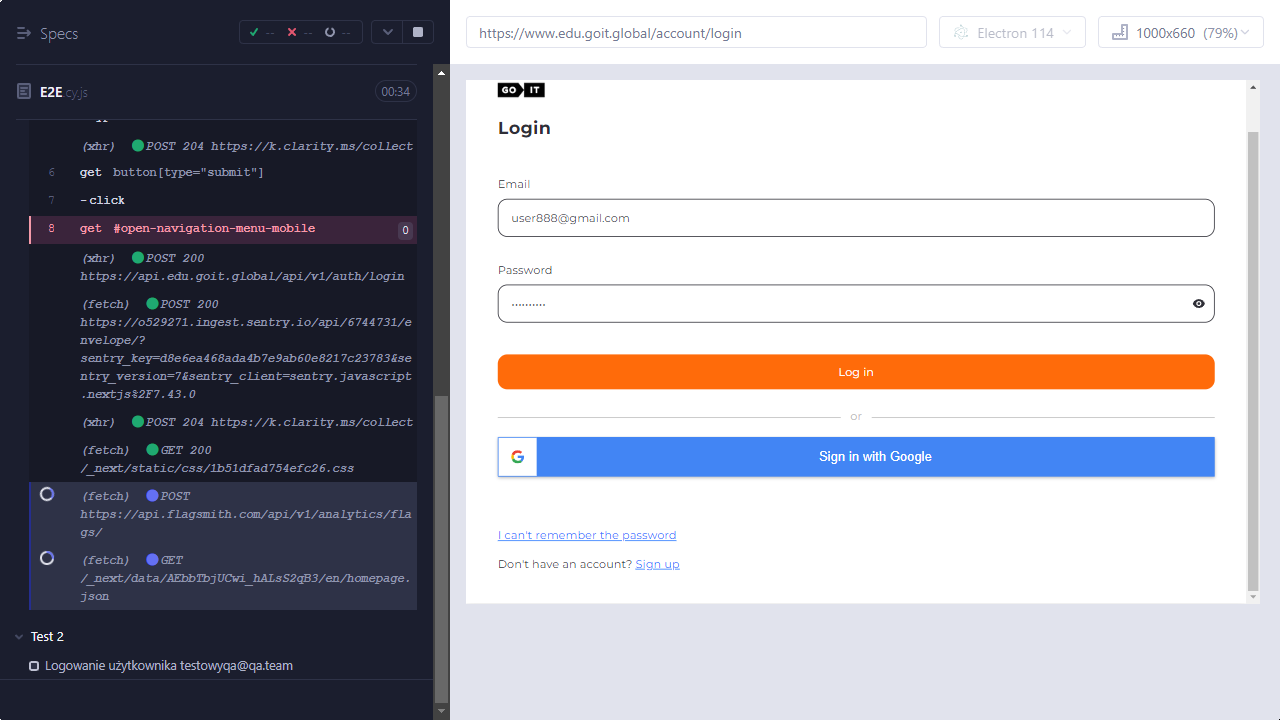 Specs
--
--
--
https://www.edu.goit.global/account/login
Electron 114
1000x660 (79%)
E2E.cy.js
00:34
(xhr) POST 204 https://k.clarity.ms/collect
6 get button[type="submit"]
7 -click
8 get #open-navigation-menu-mobile 0
(xhr) POST 200
https://api.edu.goit.global/api/v1/auth/login
(fetch) POST 200
https://o529271.ingest.sentry.io/api/6744731/e
nvelope/?
sentry_key=d8e6ea468ada4b7e9ab60e8217c23783&se
ntry_version=7&sentry_client=sentry.javascript
.nextjs%2F7.43.0
(xhr) POST 204 https://k.clarity.ms/collect
(fetch) GET 200
/_next/static/css/1b51dfad754efc26.css
(fetch) POST
https://api.flagsmith.com/api/v1/analytics/fla
gs/
(fetch) GET
/_next/data/AEbbTbjUCwi_hALsS2qB3/en/homepage.
json
Test 2
Logowanie użytkownika testowyqa@qa.team
GO IT
Login
Email
user888@gmail.com
Password
··········
Log in
or
Sign in with Google
I can't remember the password
Don't have an account? Sign up